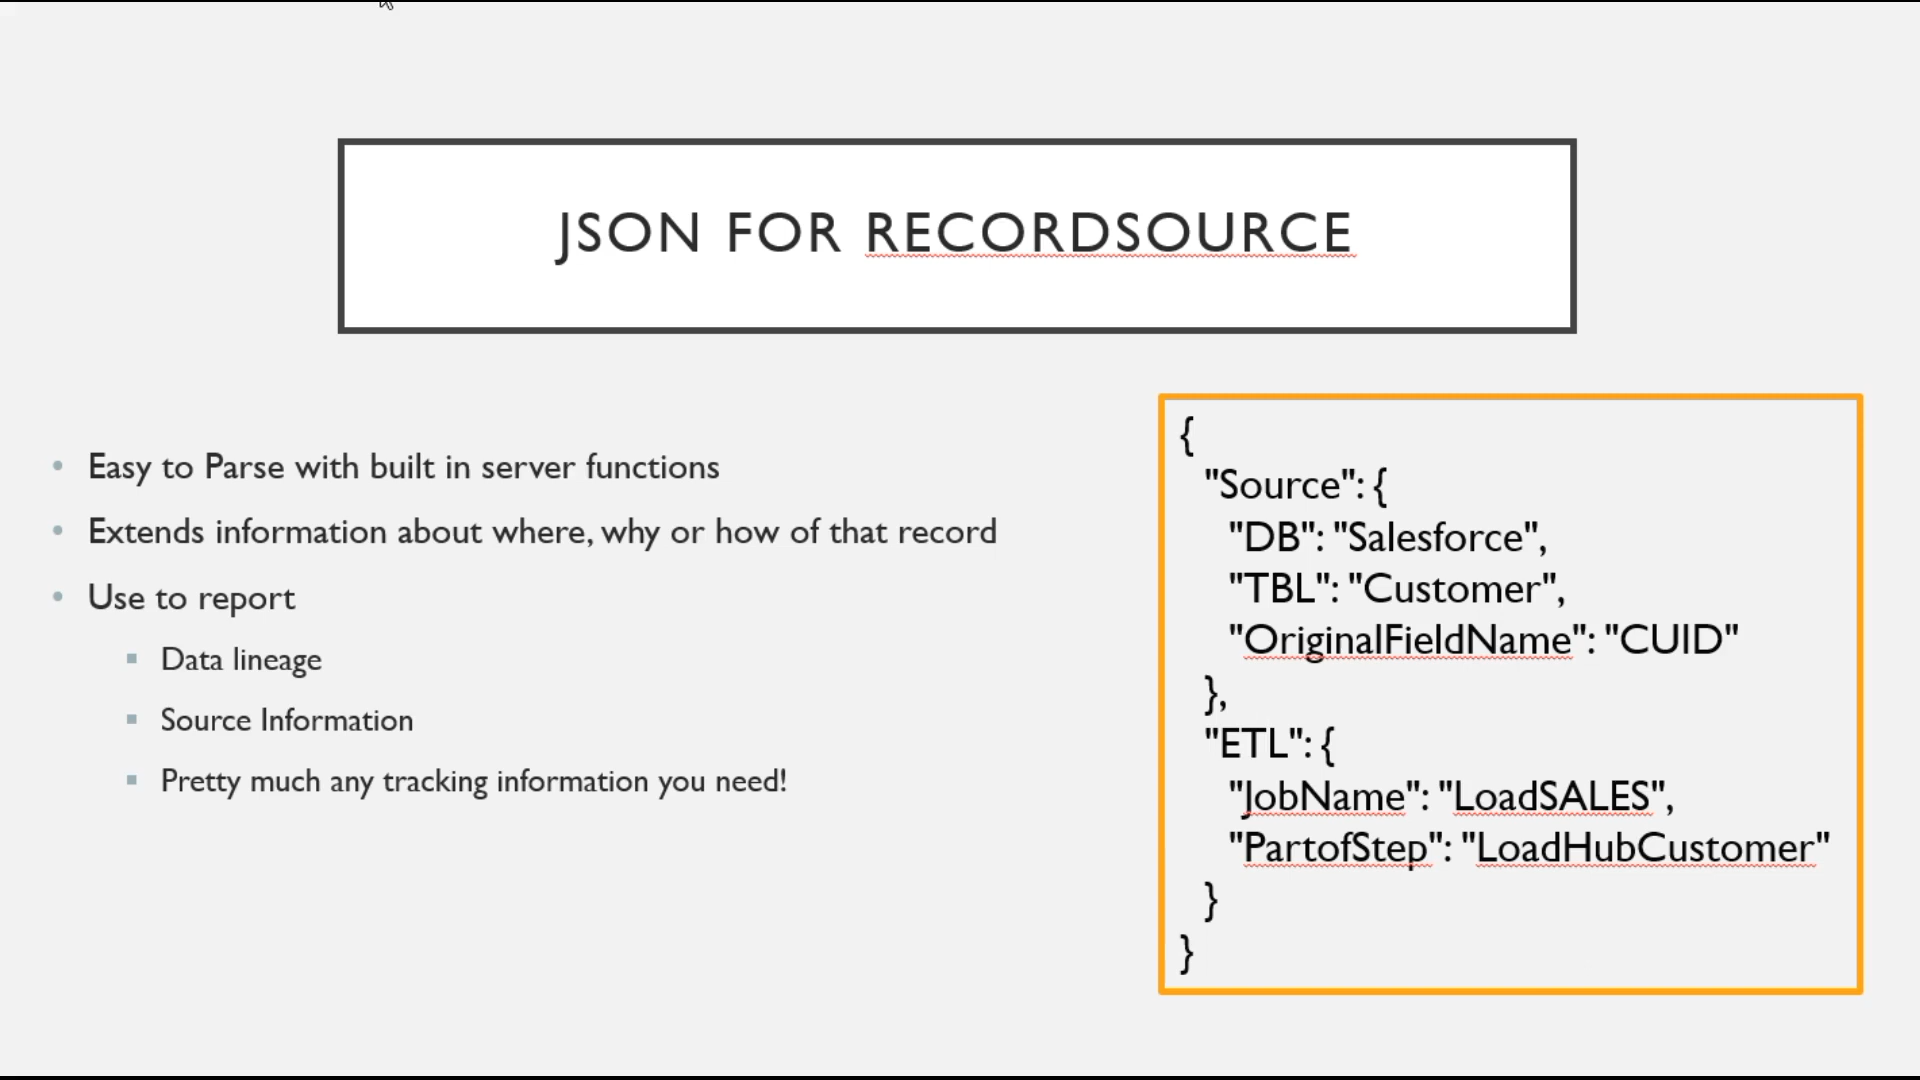 JSON FOR RECORDSOURCE
• Easy to Parse with built in server functions
• Extends information about where, why or how of that record
• Use to report
▪ Data lineage
▪ Source Information
▪ Pretty much any tracking information you need!
{
"Source": {
"DB": "Salesforce",
"TBL": "Customer",
"OriginalFieldName": "CUID"
},
"ETL": {
"JobName": "LoadSALES",
"PartofStep": "LoadHubCustomer"
}
}